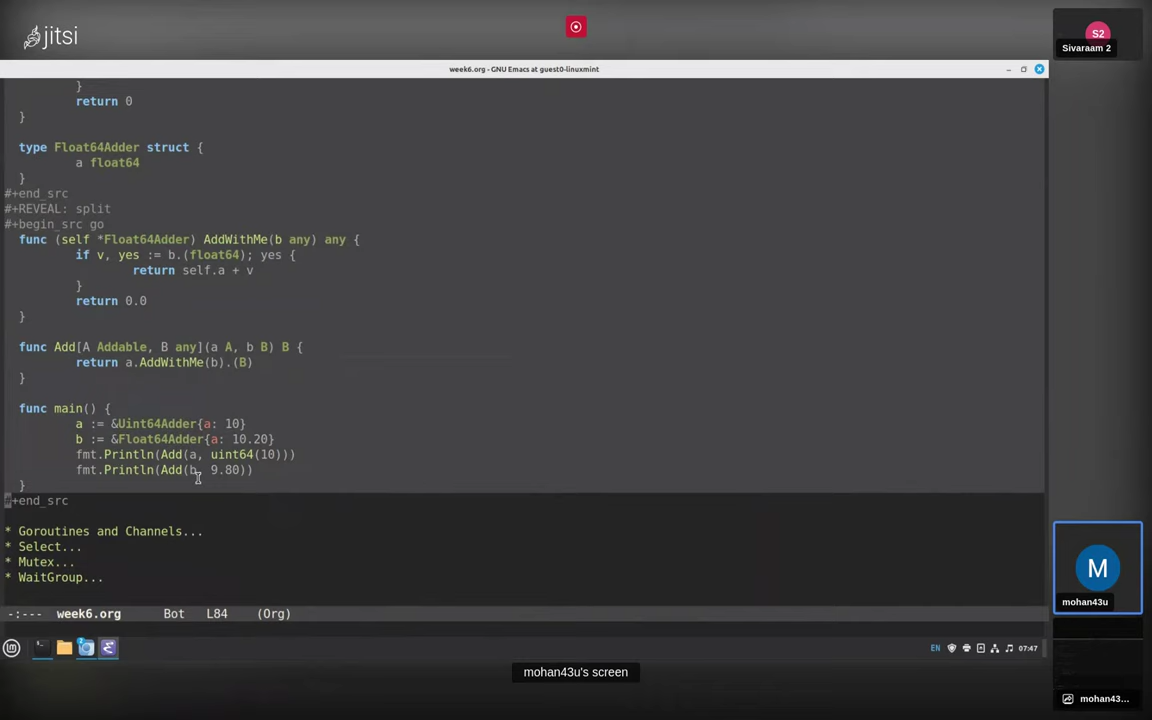 jitsi
S2
Sivaraam 2
week6.org - GNU Emacs at guest0-linuxmint
}
return 0
}
type Float64Adder struct {
a float64
}
#+end_src
#+REVEAL: split
#+begin_src go
func (self *Float64Adder) AddWithMe(b any) any {
if v, yes := b.(float64); yes {
return self.a + v
}
return 0.0
}
func Add[A Addable, B any](a A, b B) B {
return a.AddWithMe(b).(B)
}
func main() {
a := &Uint64Adder{a: 10}
b := &Float64Adder{a: 10.20}
fmt.Println(Add(a, uint64(10)))
fmt.Println(Add(b, 9.80))
}
#+end_src
* Goroutines and Channels...
* Select...
* Mutex...
* WaitGroup...
-:--- week6.org Bot L84 (Org)
M
mohan43u
EN 07:47
mohan43u's screen
mohan43...